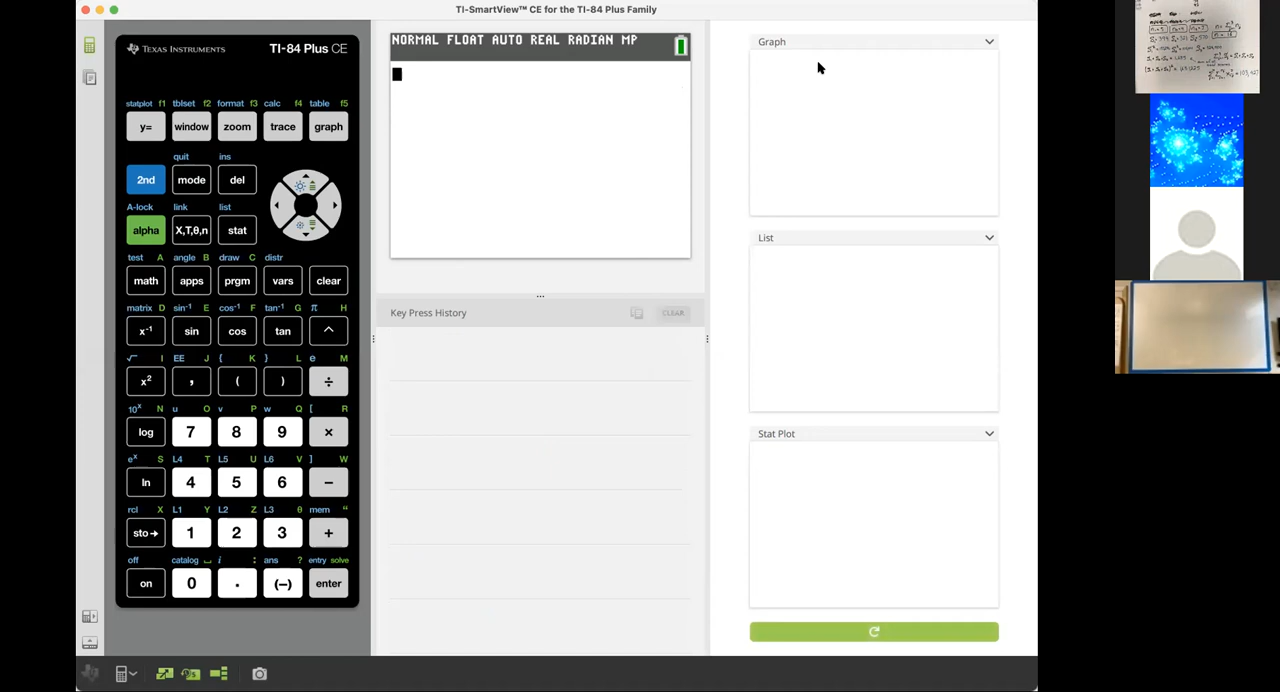 TI-SmartView™ CE for the TI-84 Plus Family
TEXAS INSTRUMENTS TI-84 Plus CE
statplot f1 tblset f2 format f3 calc f4 table f5
y= window zoom trace graph
quit ins
2nd mode del
A-lock link list
alpha X,T,θ,n stat
test A angle B draw C distr
math apps prgm vars clear
matrix D sin⁻¹ E cos⁻¹ F tan⁻¹ G π H
x⁻¹ sin cos tan ^
√ I EE J { K } L e M
x² , ( ) ÷
10ˣ N u O v P w Q [ R
log 7 8 9 ×
eˣ S L4 T L5 U L6 V ] W
ln 4 5 6 −
rcl X L1 Y L2 Z L3 θ mem “
sto→ 1 2 3 +
off catalog ⎵ i : ans ? entry solve
on 0 . (−) enter
NORMAL FLOAT AUTO REAL RADIAN MP
Key Press History CLEAR
Graph
List
Stat Plot